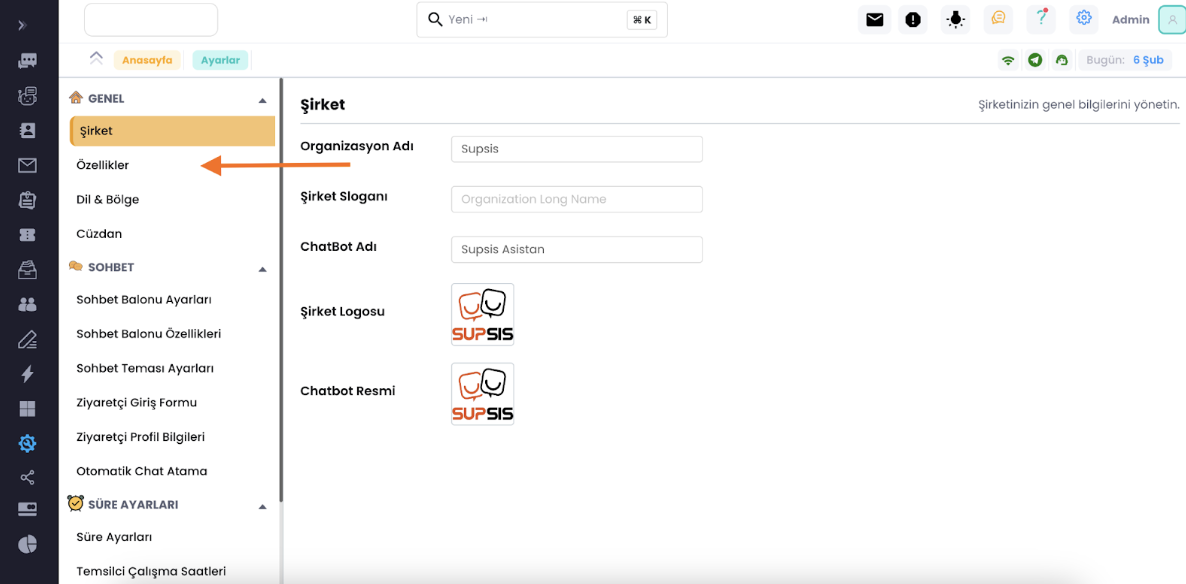 Yeni
⌘ K
Admin
Anasayfa
Ayarlar
Bugün: 6 Şub
GENEL
Şirket
Özellikler
Dil & Bölge
Cüzdan
SOHBET
Sohbet Balonu Ayarları
Sohbet Balonu Özellikleri
Sohbet Teması Ayarları
Ziyaretçi Giriş Formu
Ziyaretçi Profil Bilgileri
Otomatik Chat Atama
SÜRE AYARLARI
Süre Ayarları
Temsilci Çalışma Saatleri
Şirket
Şirketinizin genel bilgilerini yönetin.
Organizasyon Adı
Supsis
Şirket Sloganı
Organization Long Name
ChatBot Adı
Supsis Asistan
Şirket Logosu
SUPSIS
Chatbot Resmi
SUPSIS